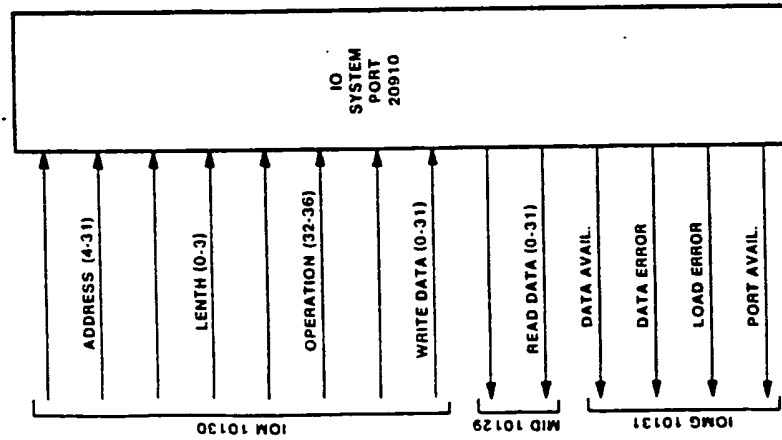 IO
SYSTEM
PORT
20910
ADDRESS (4-31)
LENTH (0-3)
OPERATION (32-36)
WRITE DATA (0-31)
READ DATA (0-31)
DATA AVAIL.
DATA ERROR
LOAD ERROR
PORT AVAIL.
IOM 10130
MID 10129
IOMG 10131